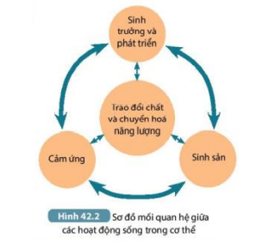 Sinh
trưởng và
phát triển
Trao đổi chất
và chuyển hoá
năng lượng
Cảm ứng
Sinh sản
Hình 42.2 Sơ đồ mối quan hệ giữa
các hoạt động sống trong cơ thể